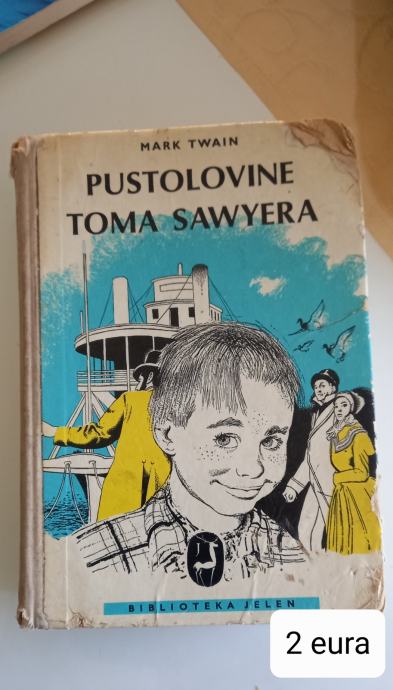 MARK TWAIN
PUSTOLOVINE
TOMA SAWYERA
BIBLIOTEKA JELEN
2 eura